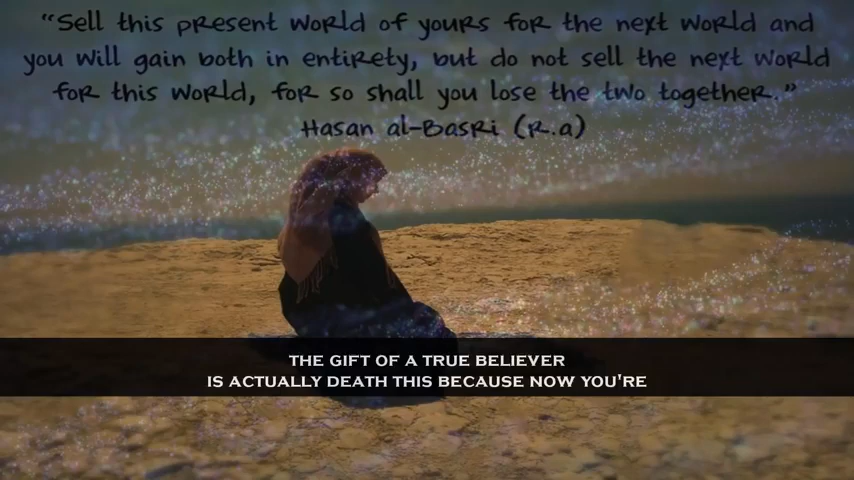 "Sell this present world of yours for the next world and
you will gain both in entirety, but do not sell the next world
for this world, for so shall you lose the two together."
Hasan al-Basri (r.a)
THE GIFT OF A TRUE BELIEVER
IS ACTUALLY DEATH THIS BECAUSE NOW YOU'RE